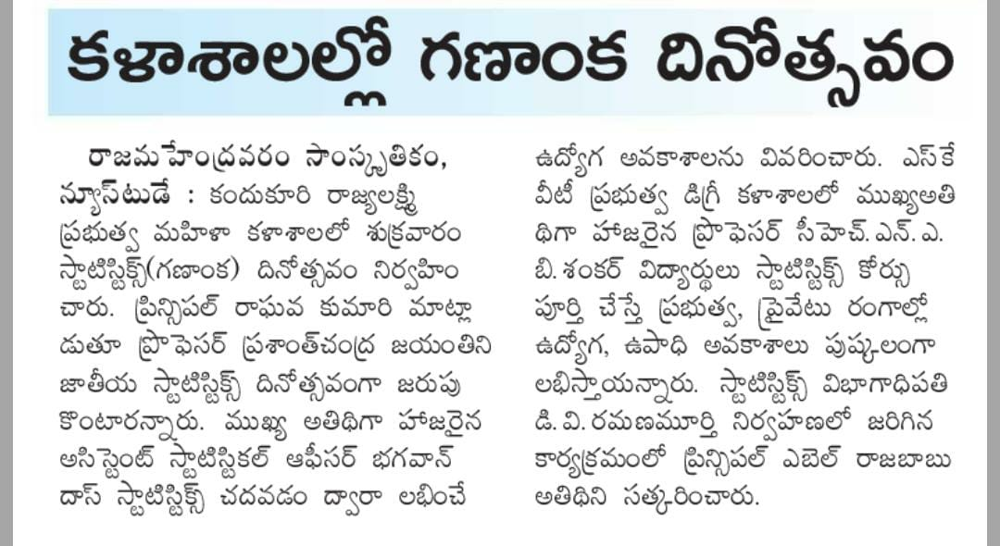 కళాశాలల్లో గణాంక దినోత్సవం
రాజమహేంద్రవరం సాంస్కృతికం,
న్యూస్‌టుడే : కందుకూరి రాజ్యలక్ష్మి
ప్రభుత్వ మహిళా కళాశాలలో శుక్రవారం
స్టాటిస్టిక్స్(గణాంక) దినోత్సవం నిర్వహిం
చారు. ప్రిన్సిపల్ రాఘవ కుమారి మాట్లా
డుతూ ప్రొఫెసర్ ప్రశాంత్‌చంద్ర జయంతిని
జాతీయ స్టాటిస్టిక్స్ దినోత్సవంగా జరుపు
కొంటారన్నారు. ముఖ్య అతిథిగా హాజరైన
అసిస్టెంట్ స్టాటిస్టికల్ ఆఫీసర్ భగవాన్
దాస్ స్టాటిస్టిక్స్ చదవడం ద్వారా లభించే
ఉద్యోగ అవకాశాలను వివరించారు. ఎస్‌కే
వీటీ ప్రభుత్వ డిగ్రీ కళాశాలలో ముఖ్యఅతి
థిగా హాజరైన ప్రొఫెసర్ సీహెచ్.ఎన్.ఎ.
బి.శంకర్ విద్యార్థులు స్టాటిస్టిక్స్ కోర్సు
పూర్తి చేస్తే ప్రభుత్వ, ప్రైవేటు రంగాల్లో
ఉద్యోగ, ఉపాధి అవకాశాలు పుష్కలంగా
లభిస్తాయన్నారు. స్టాటిస్టిక్స్ విభాగాధిపతి
డి.వి.రమణమూర్తి నిర్వహణలో జరిగిన
కార్యక్రమంలో ప్రిన్సిపల్ ఎబెల్ రాజబాబు
అతిథిని సత్కరించారు.